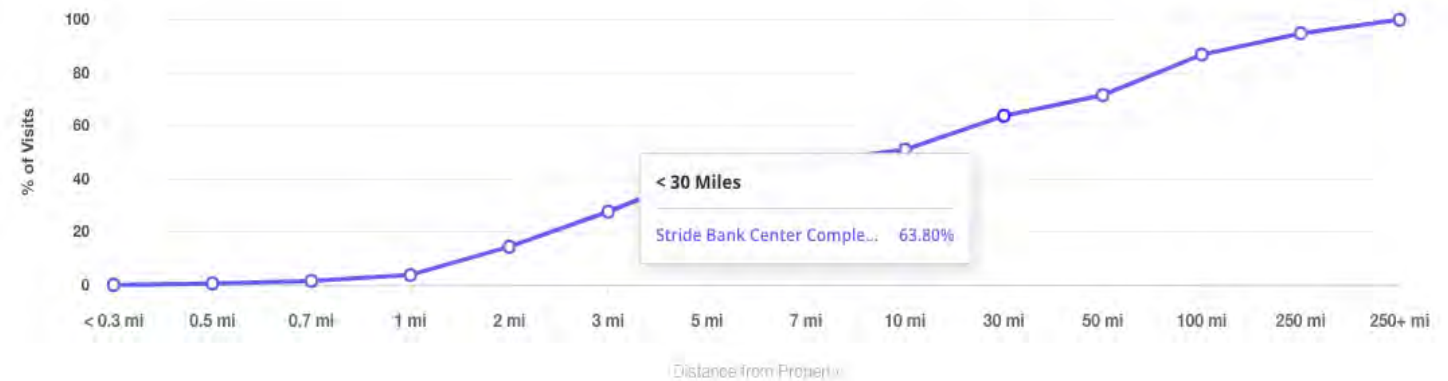 100
80
60
40
20
0
% of Visits
< 30 Miles
Stride Bank Center Comple... 63.80%
< 0.3 mi 0.5 mi 0.7 mi 1 mi 2 mi 3 mi 5 mi 7 mi 10 mi 30 mi 50 mi 100 mi 250 mi 250+ mi
Distance from Property